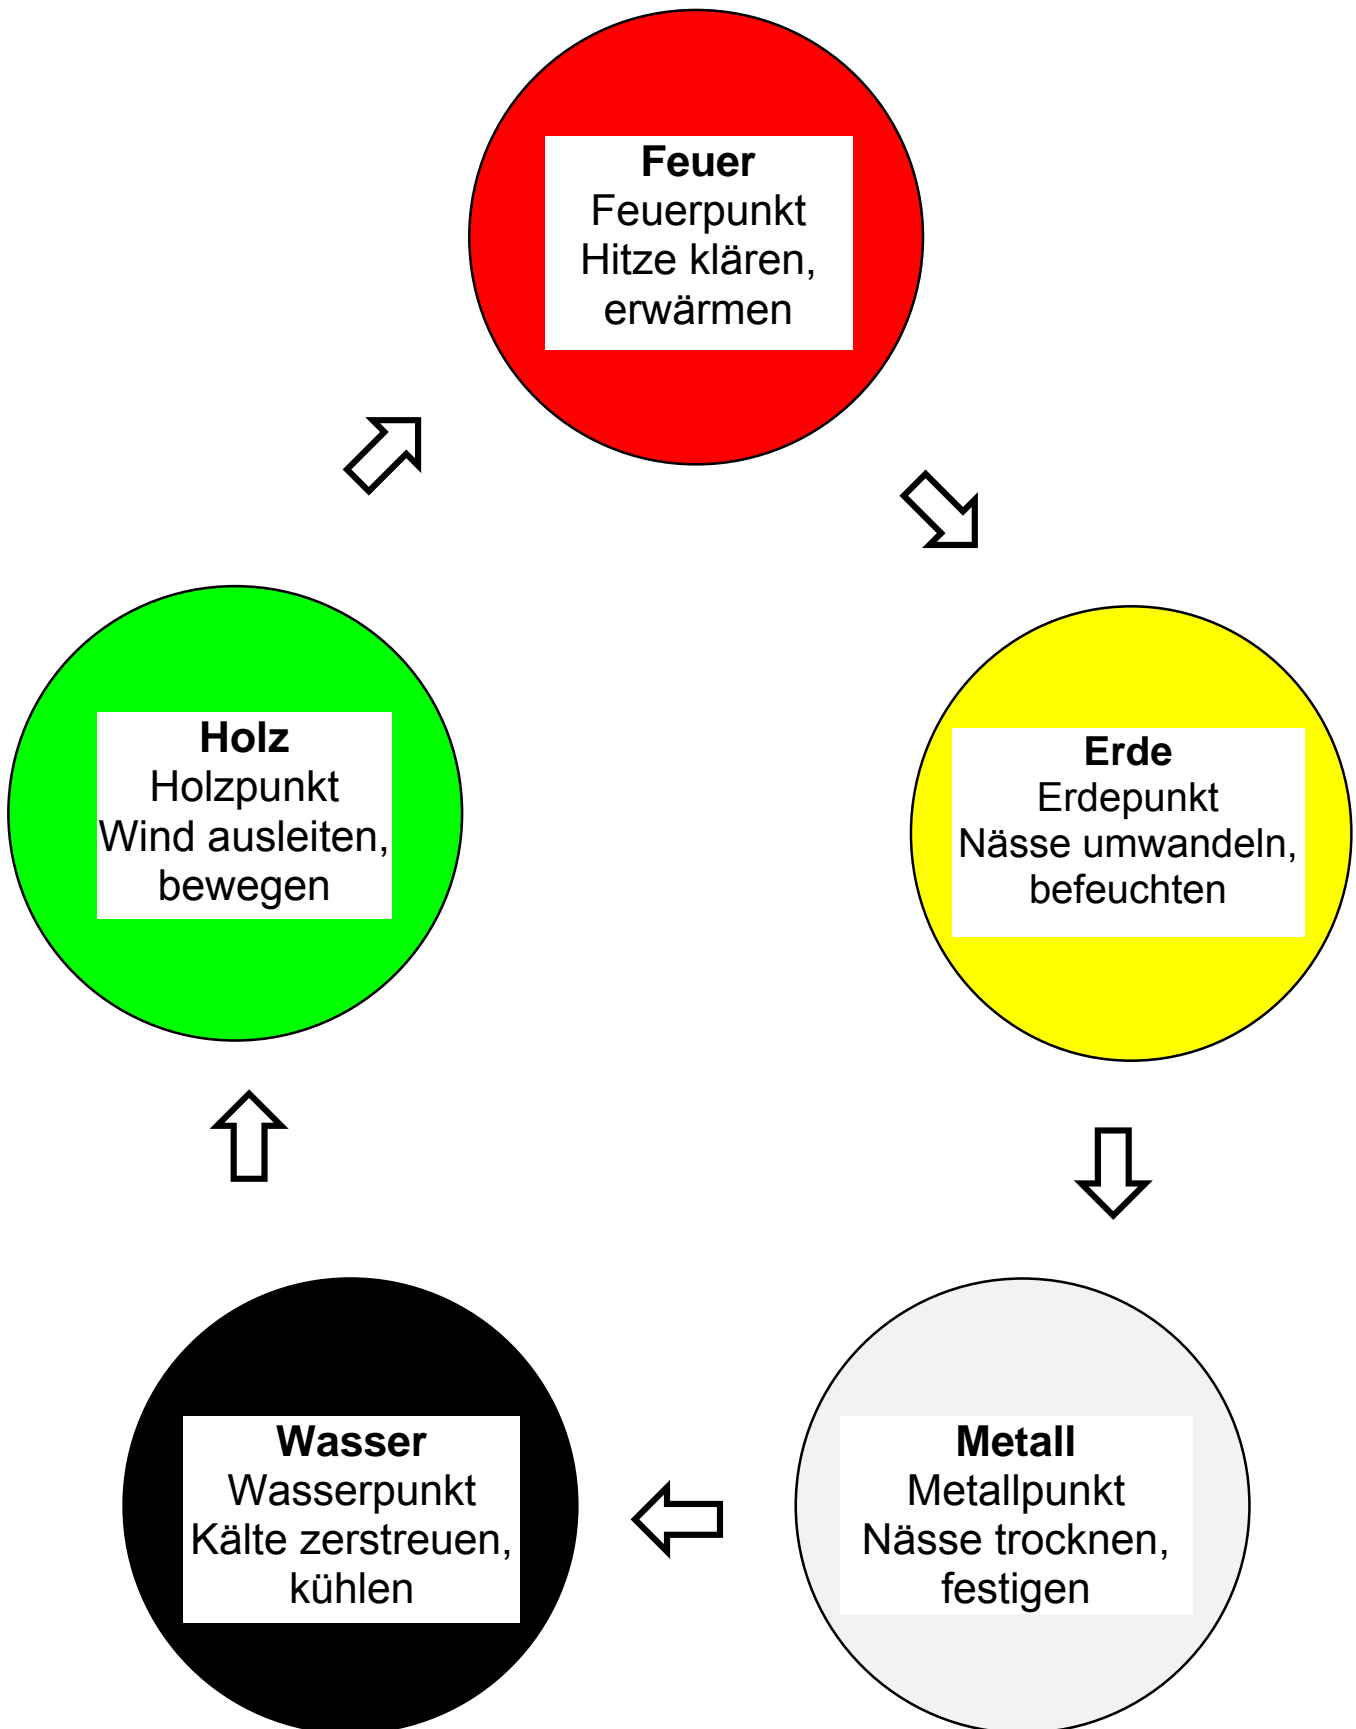 Feuer
Feuerpunkt
Hitze klären,
erwärmen
Holz
Holzpunkt
Wind ausleiten,
bewegen
Erde
Erdepunkt
Nässe umwandeln,
befeuchten
Wasser
Wasserpunkt
Kälte zerstreuen,
kühlen
Metall
Metallpunkt
Nässe trocknen,
festigen